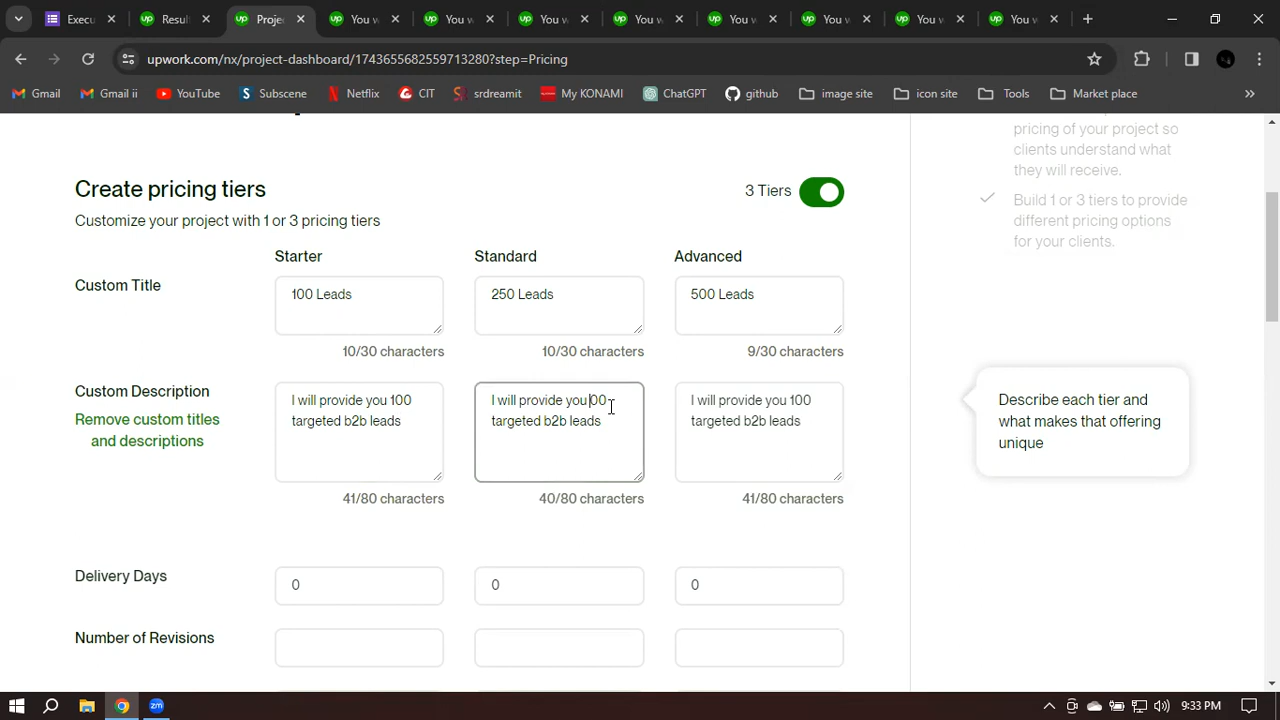 Execu
Result
Projec
You w
You w
You w
You w
You w
You w
You w
You w
upwork.com/nx/project-dashboard/1743655682559713280?step=Pricing
Gmail
Gmail ii
YouTube
Subscene
Netflix
CIT
srdreamit
My KONAMI
ChatGPT
github
image site
icon site
Tools
Market place
pricing of your project so
clients understand what
they will receive.
Build 1 or 3 tiers to provide
different pricing options
for your clients.
Create pricing tiers
3 Tiers
Customize your project with 1 or 3 pricing tiers
Starter
Standard
Advanced
Custom Title
100 Leads
250 Leads
500 Leads
10/30 characters
10/30 characters
9/30 characters
Custom Description
Remove custom titles
and descriptions
I will provide you 100
targeted b2b leads
I will provide you 00
targeted b2b leads
I will provide you 100
targeted b2b leads
41/80 characters
40/80 characters
41/80 characters
Describe each tier and
what makes that offering
unique
Delivery Days
0
0
0
Number of Revisions
zm
9:33 PM